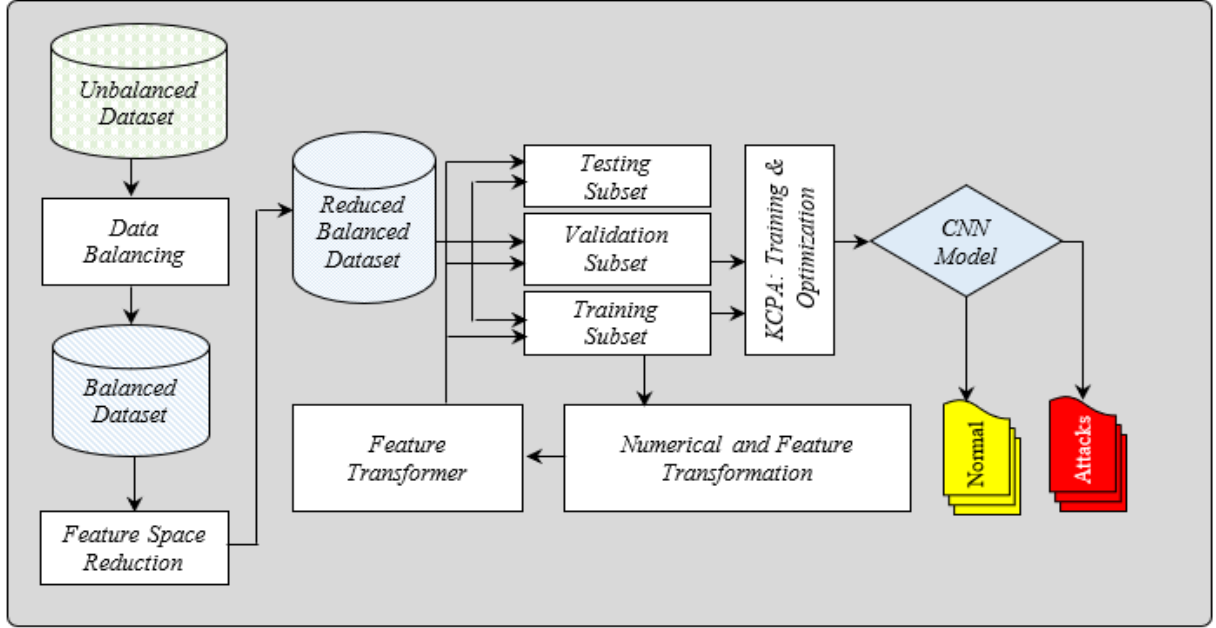 Unbalanced
Dataset
Data
Balancing
Balanced
Dataset
Feature Space
Reduction
Reduced
Balanced
Dataset
Testing
Subset
Validation
Subset
Training
Subset
Feature
Transformer
Numerical and Feature
Transformation
KCPA: Training &
Optimization
CNN
Model
Normal
Attacks